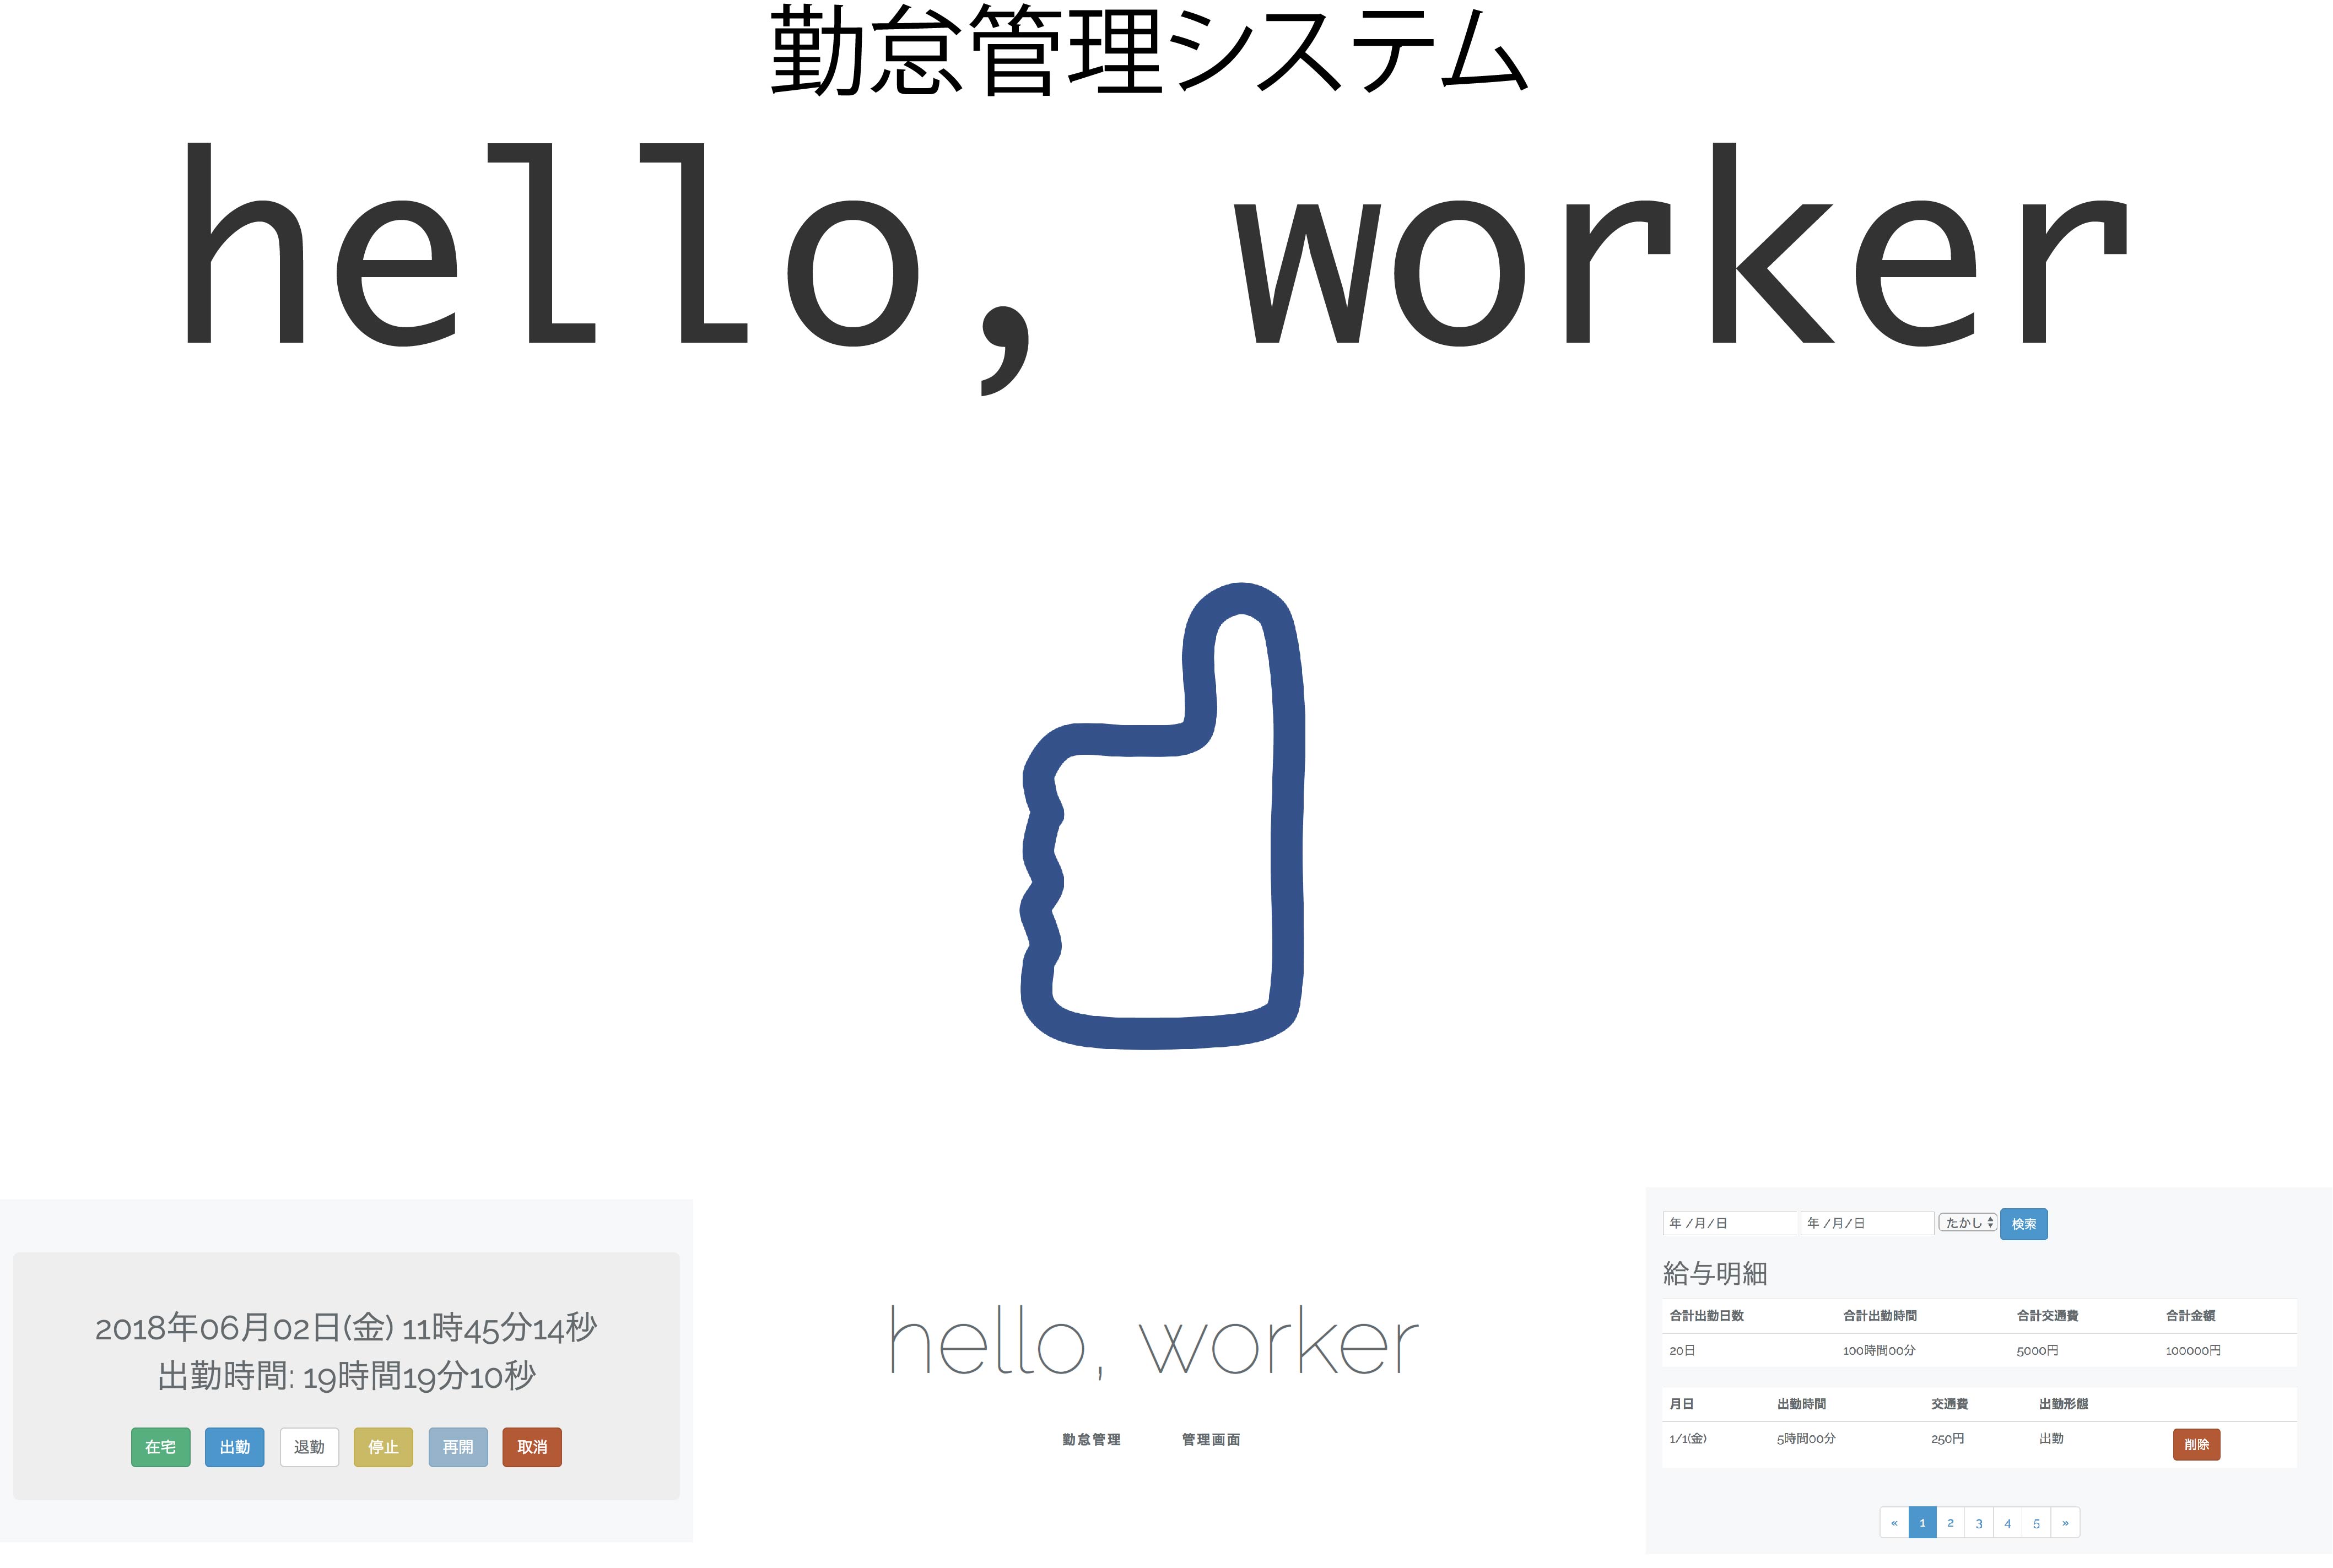 勤怠管理システム
hello, worker
2018年06月02日(金) 11時45分14秒
出勤時間: 19時間19分10秒
在宅 出勤 退勤 停止 再開 取消
hello, worker
勤怠管理 管理画面
年 /月/日 年 /月/日 たかし 検索
給与明細
合計出勤日数 合計出勤時間 合計交通費 合計金額
20日 100時間00分 5000円 100000円
月日 出勤時間 交通費 出勤形態
1/1(金) 5時間00分 250円 出勤 削除
« 1 2 3 4 5 »